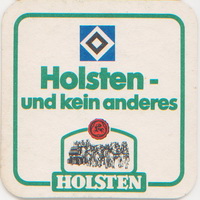 Holsten -
und kein anderes
HOLSTEN